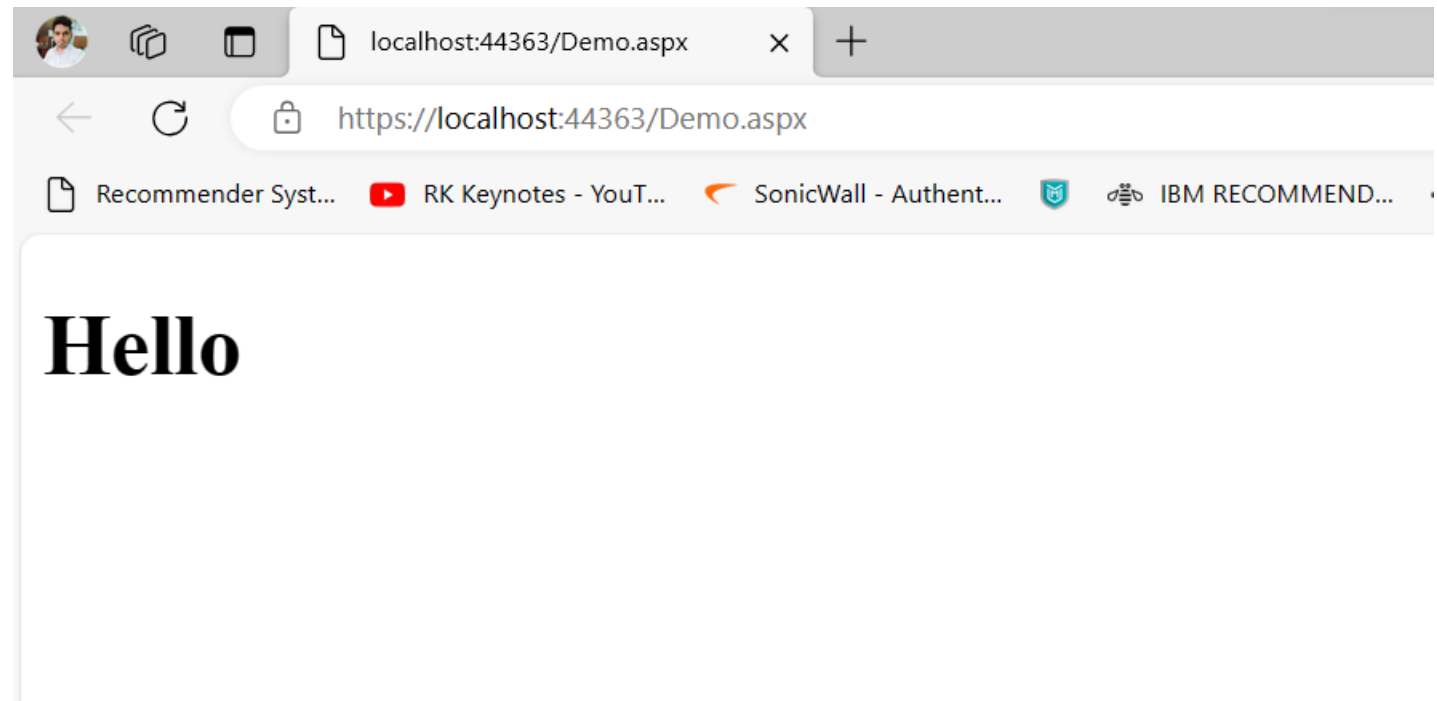 localhost:44363/Demo.aspx
https://localhost:44363/Demo.aspx
Recommender Syst... RK Keynotes - YouT... SonicWall - Authent... IBM RECOMMEND...
Hello